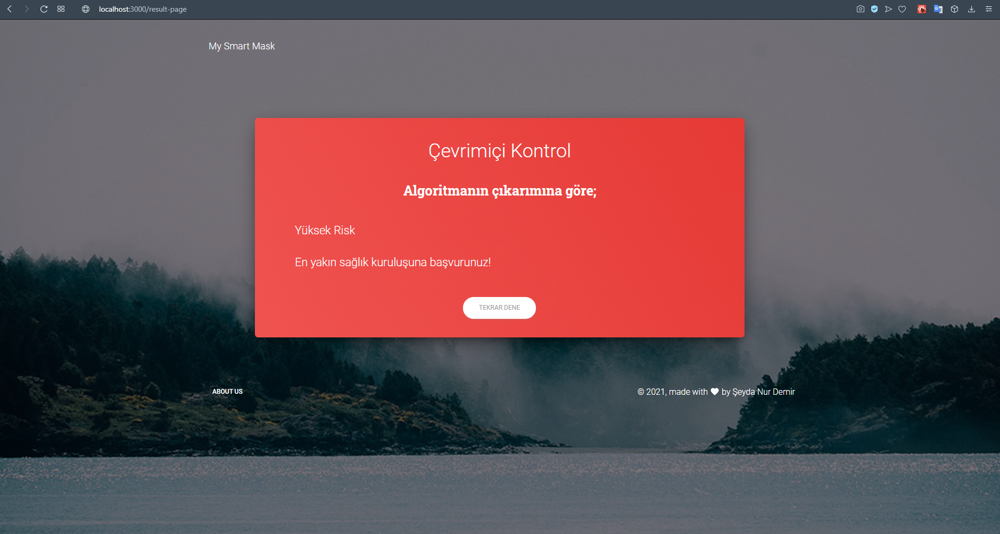 localhost:3000/result-page
My Smart Mask
Çevrimiçi Kontrol
Algoritmanın çıkarımına göre;
Yüksek Risk
En yakın sağlık kuruluşuna başvurunuz!
TEKRAR DENE
ABOUT US
© 2021, made with ♥ by Şeyda Nur Demir